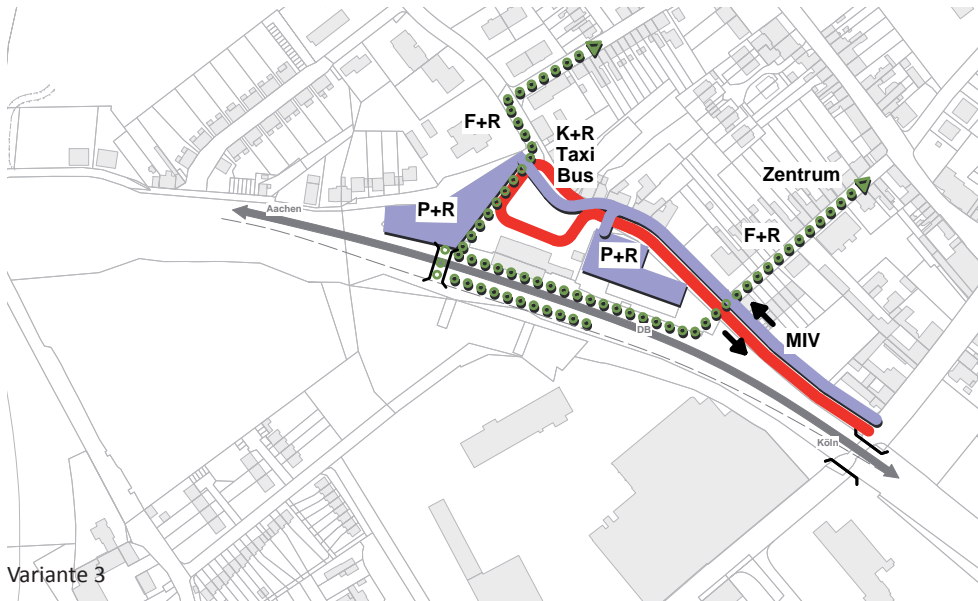 F+R
K+R
Taxi
Bus
Zentrum
Aachen
P+R
F+R
P+R
DB
MIV
Köln
Variante 3